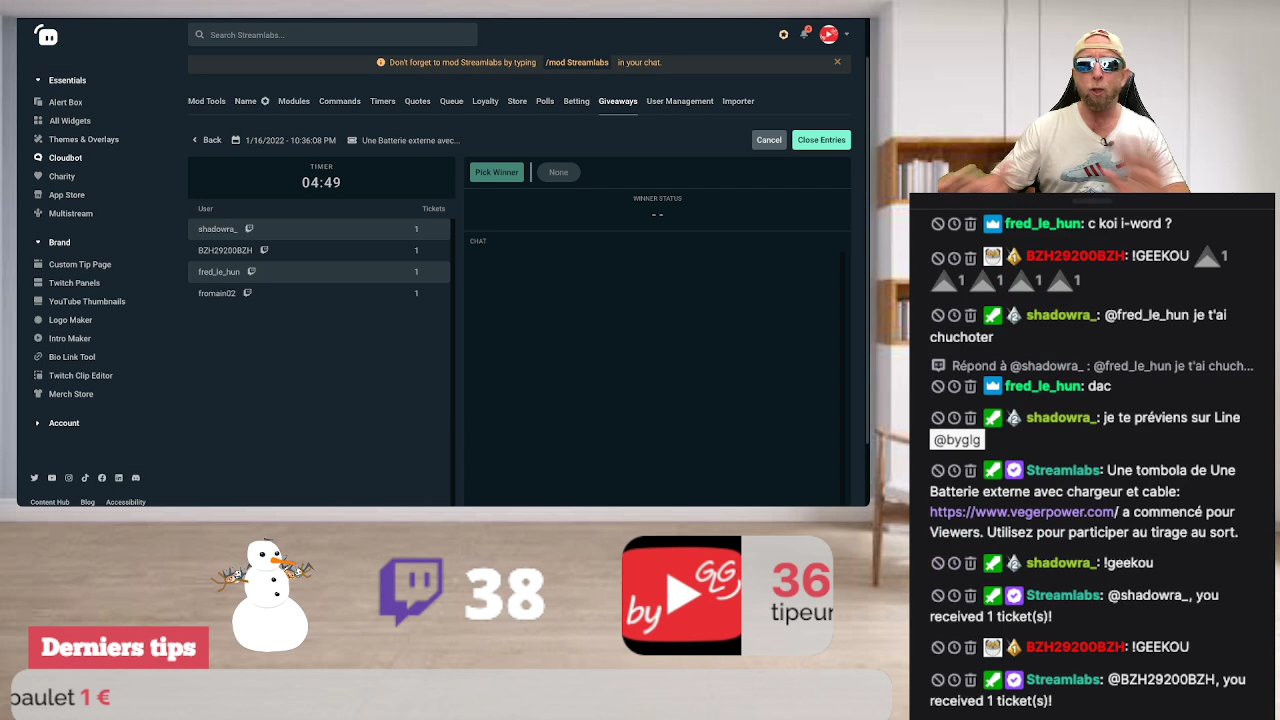 Search Streamlabs...
Don't forget to mod Streamlabs by typing /mod Streamlabs in your chat.
Essentials
Alert Box
All Widgets
Themes & Overlays
Cloudbot
Charity
App Store
Multistream
Brand
Custom Tip Page
Twitch Panels
YouTube Thumbnails
Logo Maker
Intro Maker
Bio Link Tool
Twitch Clip Editor
Merch Store
Account
Content Hub Blog Accessibility
Mod Tools Name Modules Commands Timers Quotes Queue Loyalty Store Polls Betting Giveaways User Management Importer
Back 1/16/2022 - 10:36:08 PM Une Batterie externe avec... Cancel Close Entries
TIMER
04:49
User Tickets
shadowra_ 1
BZH29200BZH 1
fred_le_hun 1
fromain02 1
Pick Winner None
WINNER STATUS
--
CHAT
fred_le_hun: c koi i-word ?
BZH29200BZH: !GEEKOU 1
1 1 1 1
shadowra_: @fred_le_hun je t'ai
chuchoter
Répond à @shadowra_ : @fred_le_hun je t'ai chuch...
fred_le_hun: dac
shadowra_: je te préviens sur Line
@byglg
Streamlabs: Une tombola de Une
Batterie externe avec chargeur et cable:
https://www.vegerpower.com/ a commencé pour
Viewers. Utilisez pour participer au tirage au sort.
shadowra_: !geekou
Streamlabs: @shadowra_, you
received 1 ticket(s)!
BZH29200BZH: !GEEKOU
Streamlabs: @BZH29200BZH, you
received 1 ticket(s)!
38
by GLG
36
tipeur
Derniers tips
paulet 1 €